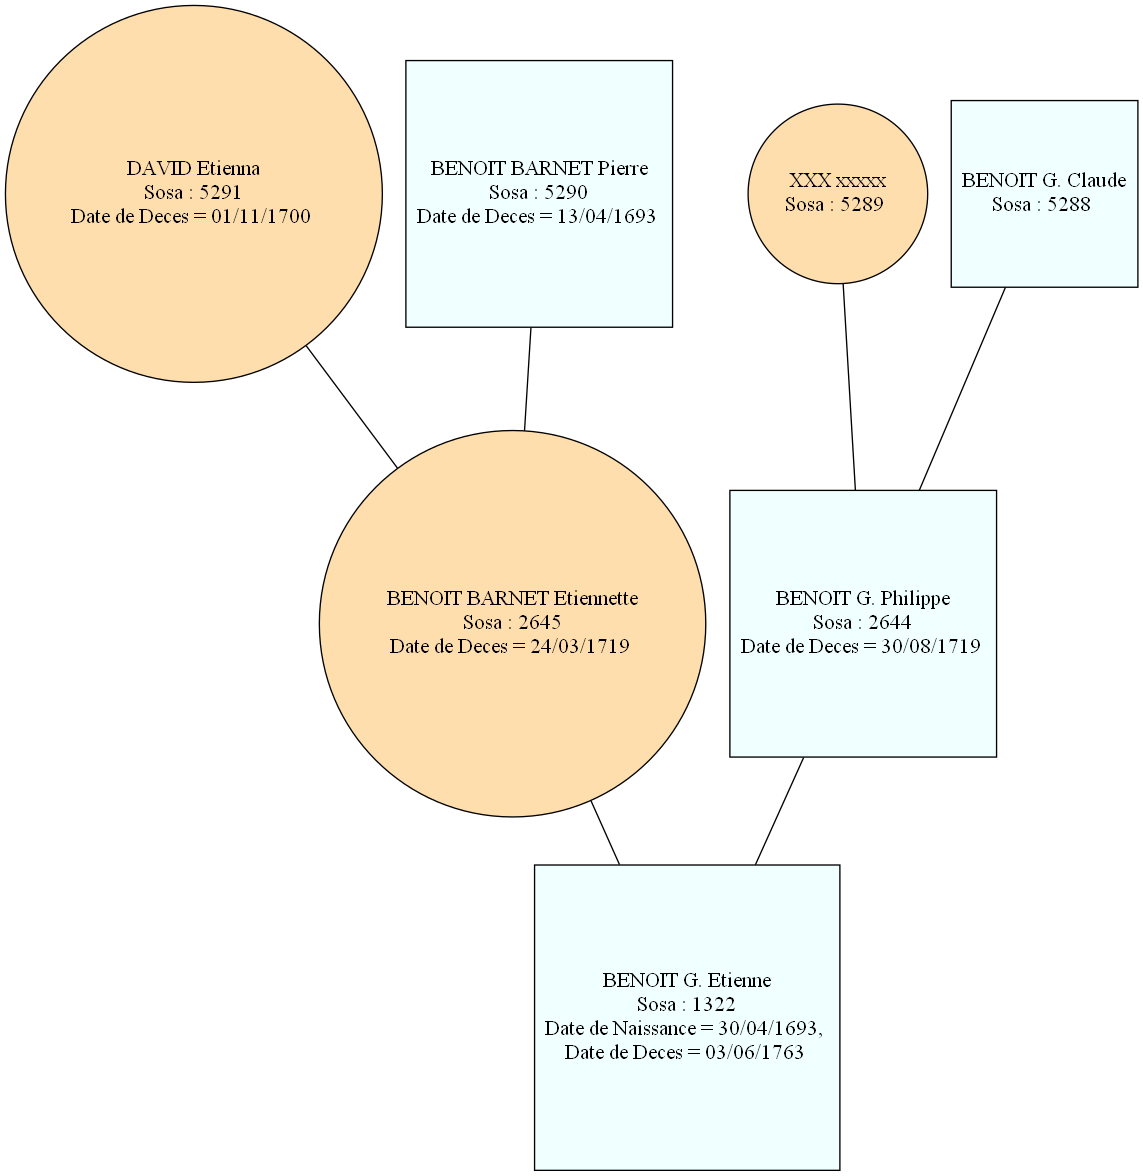 DAVID Etienna
Sosa : 5291
Date de Deces = 01/11/1700
BENOIT BARNET Pierre
Sosa : 5290
Date de Deces = 13/04/1693
XXX xxxxx
Sosa : 5289
BENOIT G. Claude
Sosa : 5288
BENOIT BARNET Etiennette
Sosa : 2645
Date de Deces = 24/03/1719
BENOIT G. Philippe
Sosa : 2644
Date de Deces = 30/08/1719
BENOIT G. Etienne
Sosa : 1322
Date de Naissance = 30/04/1693,
Date de Deces = 03/06/1763